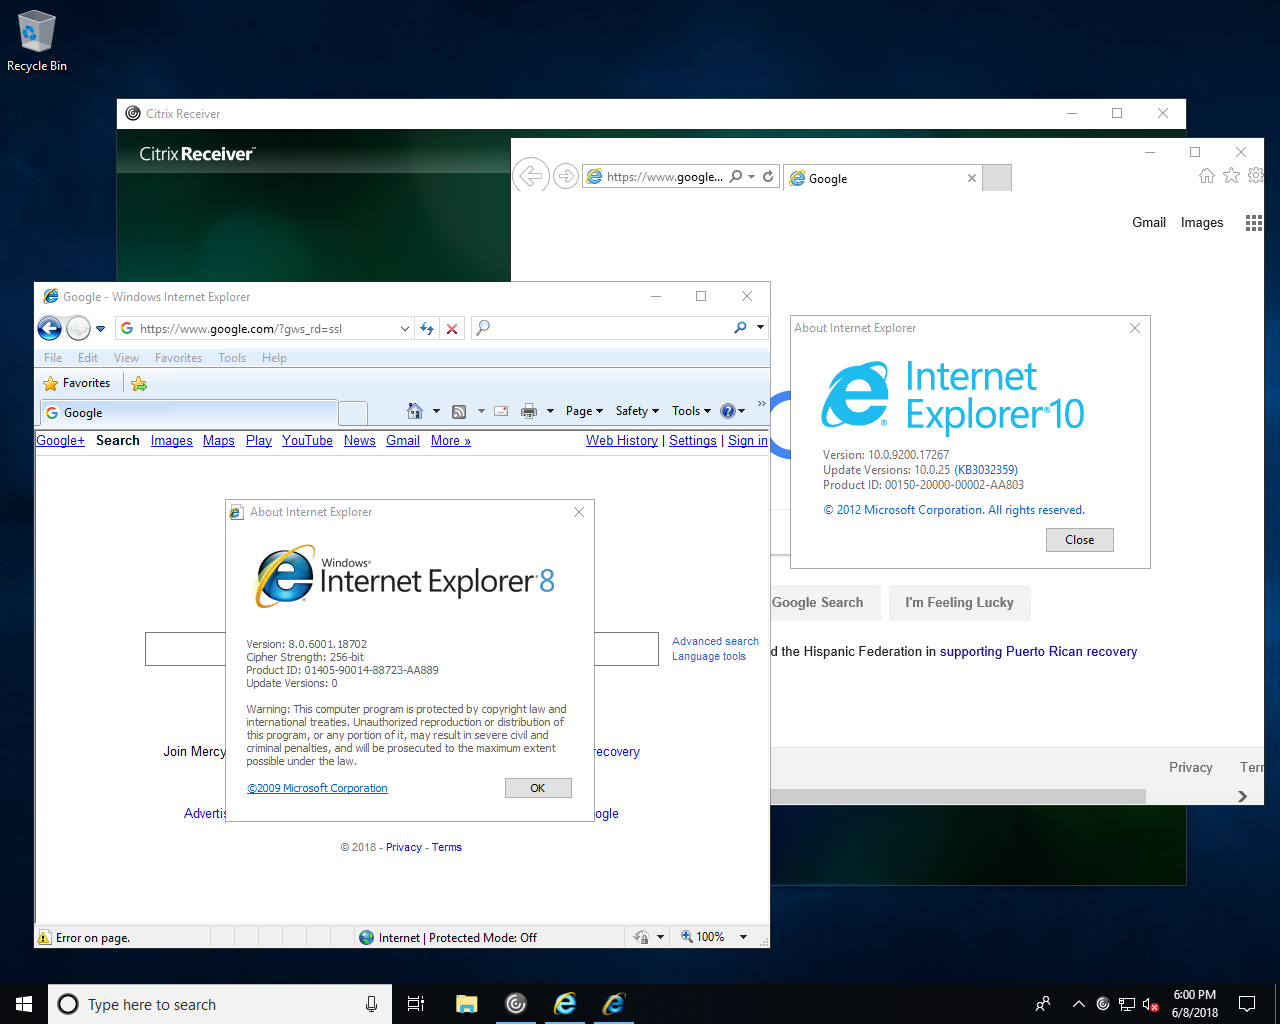 Recycle Bin
Citrix Receiver
Citrix Receiver™
https://www.google...
Google
Gmail Images
Google - Windows Internet Explorer
https://www.google.com/?gws_rd=ssl
File Edit View Favorites Tools Help
Favorites
Google
Page Safety Tools »
Google+ Search Images Maps Play YouTube News Gmail More »
Web History | Settings | Sign in
About Internet Explorer
Internet
Explorer®10
Version: 10.0.9200.17267
Update Versions: 10.0.25 (KB3032359)
Product ID: 00150-20000-00002-AA803
© 2012 Microsoft Corporation. All rights reserved.
Close
Google Search I'm Feeling Lucky
d the Hispanic Federation in supporting Puerto Rican recovery
Privacy Terr
About Internet Explorer
Windows®
Internet Explorer®8
Version: 8.0.6001.18702
Cipher Strength: 256-bit
Product ID: 01405-90014-88723-AA889
Update Versions: 0
Warning: This computer program is protected by copyright law and
international treaties. Unauthorized reproduction or distribution of
this program, or any portion of it, may result in severe civil and
criminal penalties, and will be prosecuted to the maximum extent
possible under the law.
©2009 Microsoft Corporation
OK
Advanced search
Language tools
Join Mercy
ecovery
Advertis
ogle
© 2018 - Privacy - Terms
Error on page.
Internet | Protected Mode: Off
100%
Type here to search
6:00 PM
6/8/2018